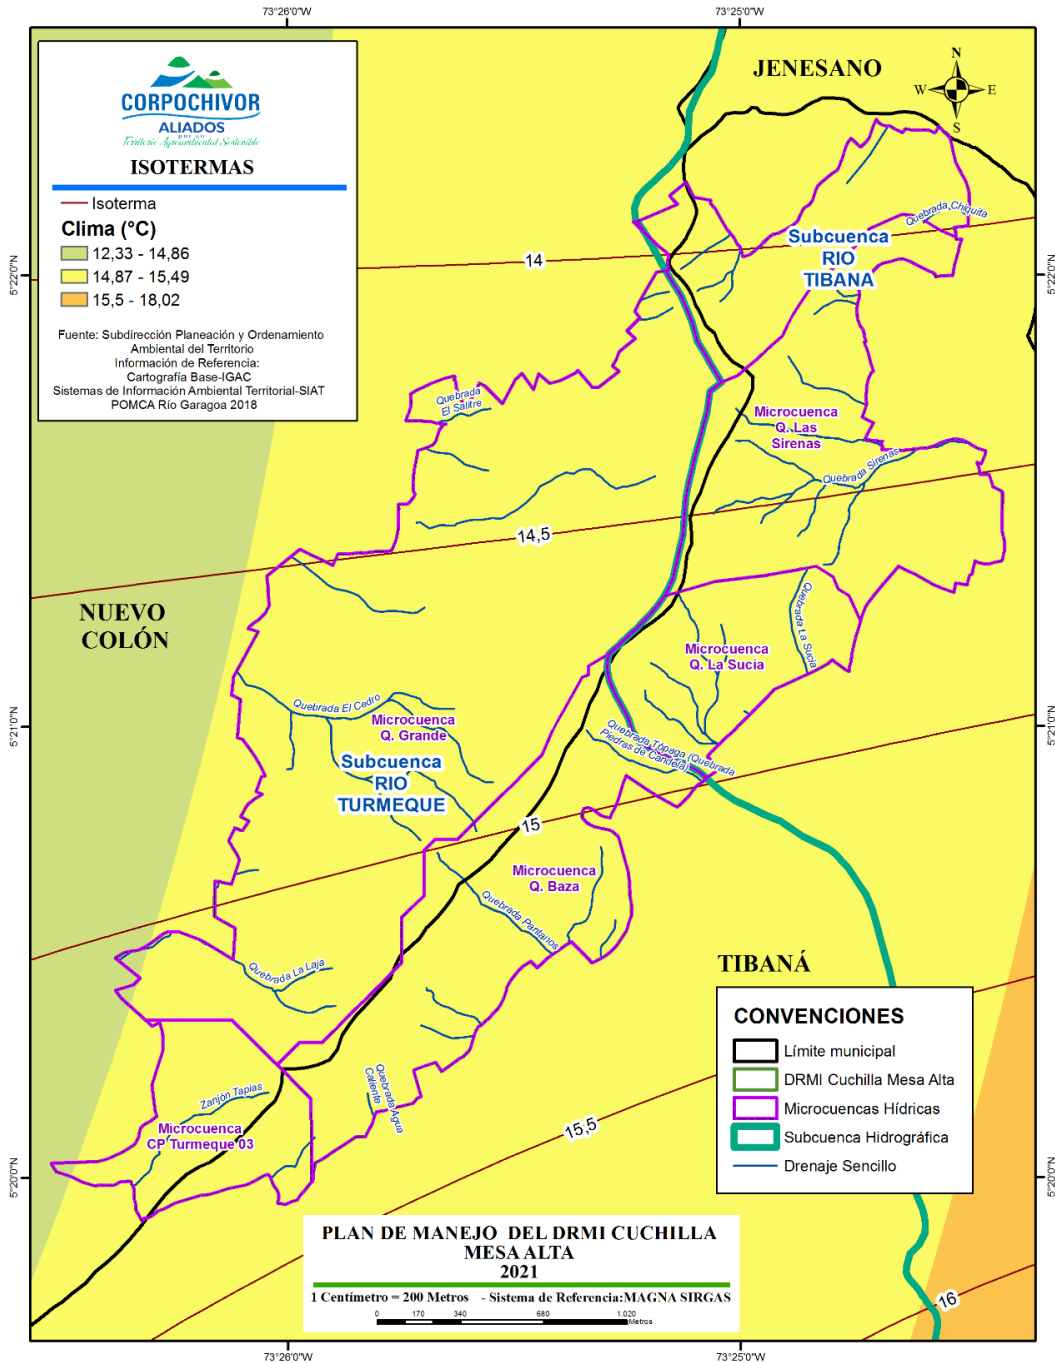 73°26'0"W
73°25'0"W
CORPOCHIVOR
ALIADOS
por un
Territorio Agroambiental Sostenible
ISOTERMAS
Isoterma
Clima (°C)
12,33 - 14,86
14,87 - 15,49
15,5 - 18,02
Fuente: Subdirección Planeación y Ordenamiento
Ambiental del Territorio
Información de Referencia:
Cartografía Base-IGAC
Sistemas de Información Ambiental Territorial-SIAT
POMCA Río Garagoa 2018
JENESANO
N
W
E
S
Quebrada Chiquita
Subcuenca
RIO
TIBANA
14
5°22'0"N
5°22'0"N
Quebrada
El Salitre
Microcuenca
Q. Las
Sirenas
Quebrada Sirenas
14,5
NUEVO
COLÓN
Quebrada La Sucia
Microcuenca
Q. La Sucia
Quebrada El Cedro
Microcuenca
Q. Grande
5°21'0"N
5°21'0"N
Quebrada Tópaga (Quebrada
Piedras de Candela)
Subcuenca
RIO
TURMEQUE
15
Microcuenca
Q. Baza
Quebrada Pantanos
TIBANÁ
Quebrada La Laja
CONVENCIONES
Límite municipal
DRMI Cuchilla Mesa Alta
Microcuencas Hídricas
Subcuenca Hidrográfica
Drenaje Sencillo
Quebrada Agua
Caliente
Zanjón Tapias
Microcuenca
CP Turmeque 03
15,5
5°20'0"N
5°20'0"N
PLAN DE MANEJO DEL DRMI CUCHILLA
MESA ALTA
2021
1 Centímetro = 200 Metros - Sistema de Referencia:MAGNA SIRGAS
0 170 340 680 1.020
Metros
16
73°26'0"W
73°25'0"W